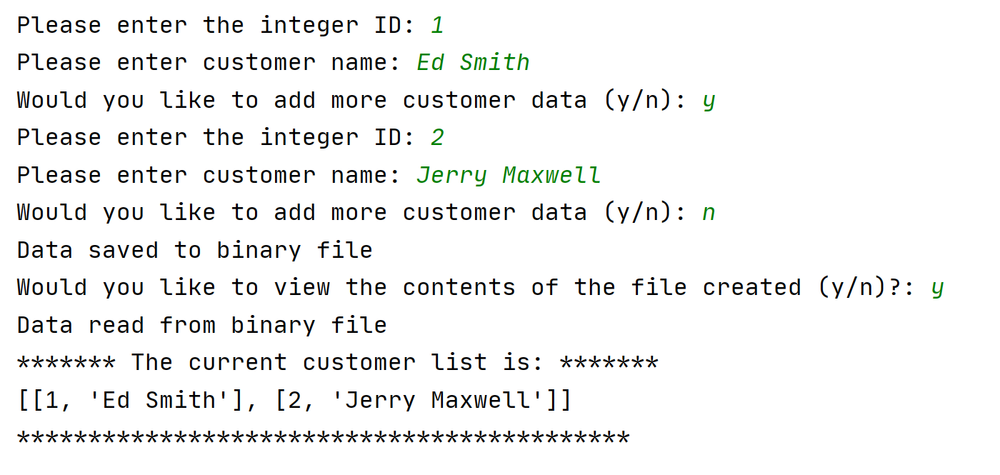 Please enter the integer ID: 1
Please enter customer name: Ed Smith
Would you like to add more customer data (y/n): y
Please enter the integer ID: 2
Please enter customer name: Jerry Maxwell
Would you like to add more customer data (y/n): n
Data saved to binary file
Would you like to view the contents of the file created (y/n)?: y
Data read from binary file
******* The current customer list is: *******
[[1, 'Ed Smith'], [2, 'Jerry Maxwell']]
*******************************************